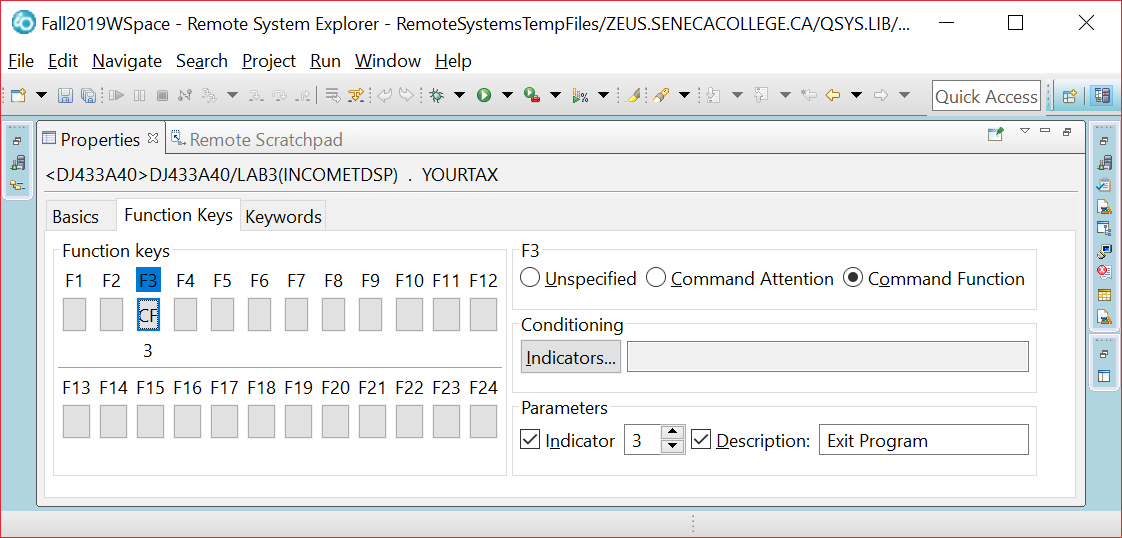 Fall2019WSpace - Remote System Explorer - RemoteSystemsTempFiles/ZEUS.SENECACOLLEGE.CA/QSYS.LIB/...
File Edit Navigate Search Project Run Window Help
Quick Access
Properties Remote Scratchpad
<DJ433A40>DJ433A40/LAB3(INCOMETDSP) . YOURTAX
Basics Function Keys Keywords
Function keys
F1 F2 F3 F4 F5 F6 F7 F8 F9 F10 F11 F12
CF
3
F13 F14 F15 F16 F17 F18 F19 F20 F21 F22 F23 F24
F3
Unspecified Command Attention Command Function
Conditioning
Indicators...
Parameters
Indicator 3 Description: Exit Program